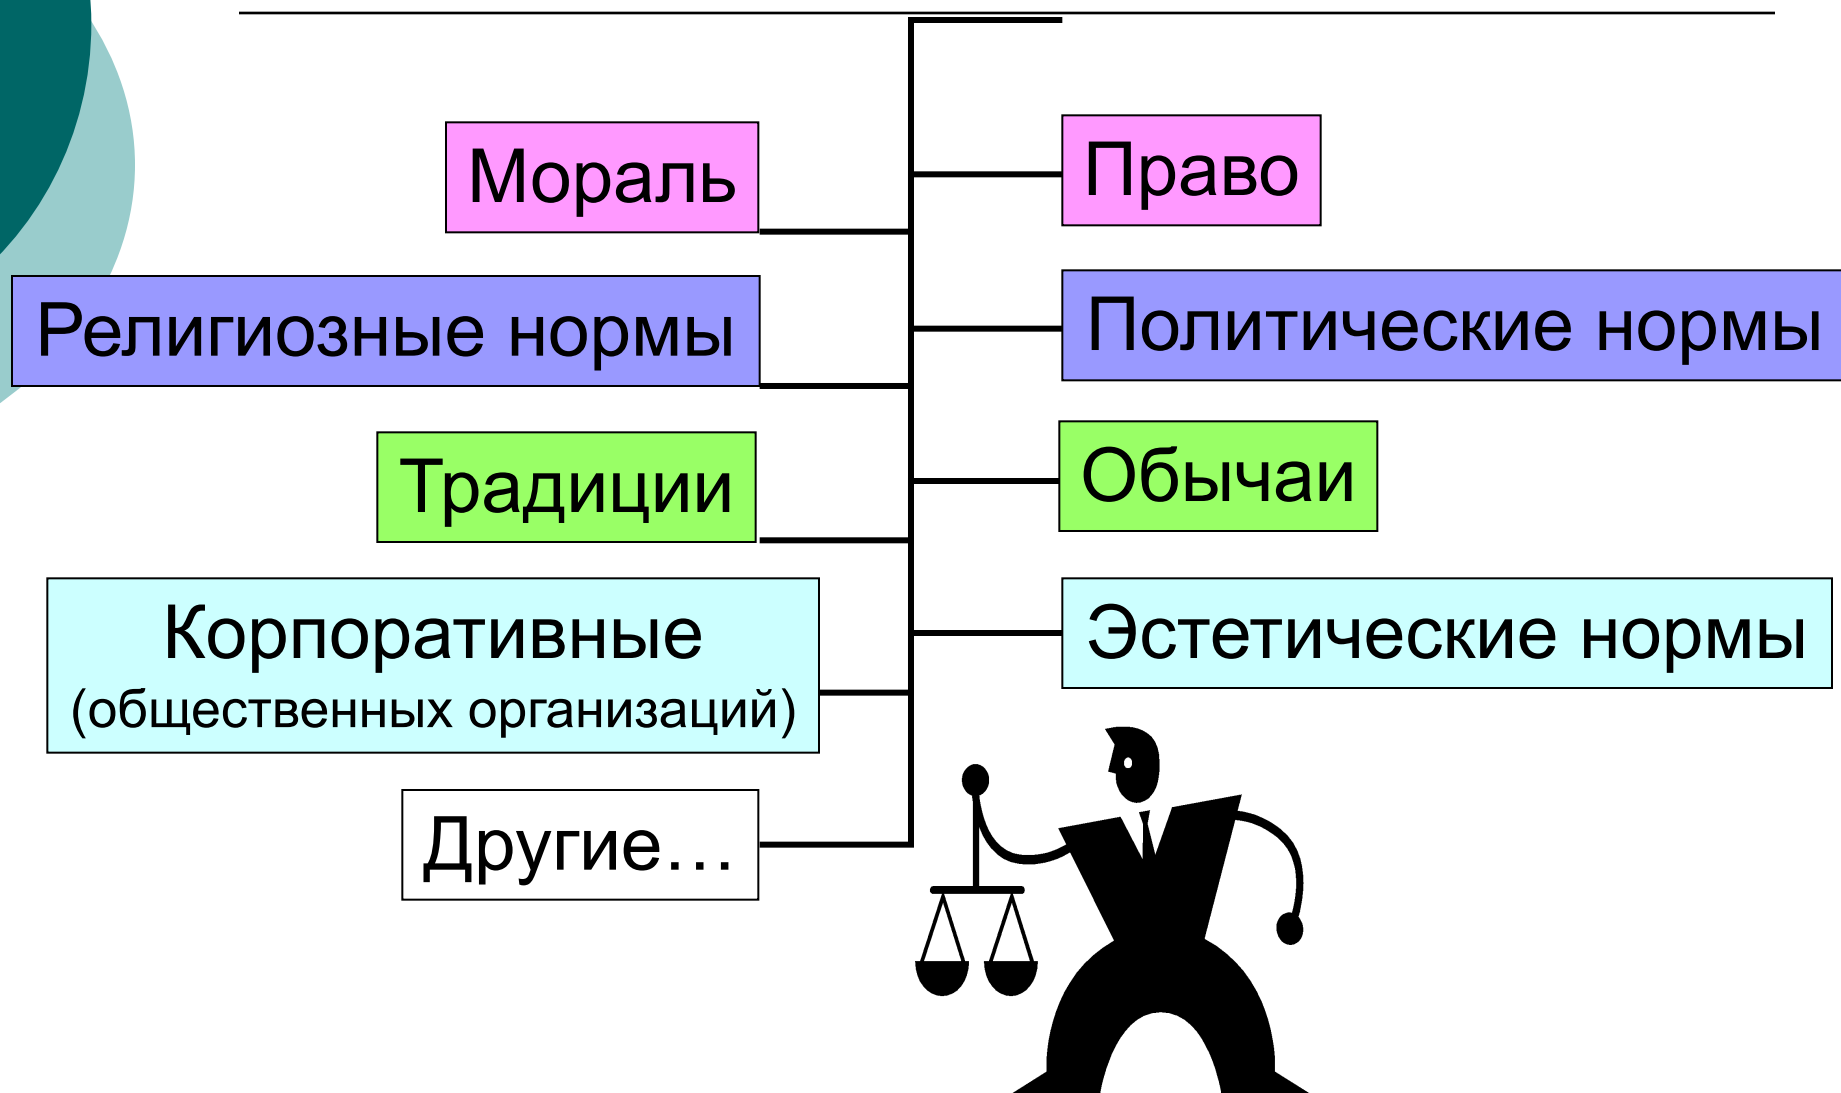 Мораль
Право
Религиозные нормы
Политические нормы
Традиции
Обычаи
Корпоративные
(общественных организаций)
Эстетические нормы
Другие…